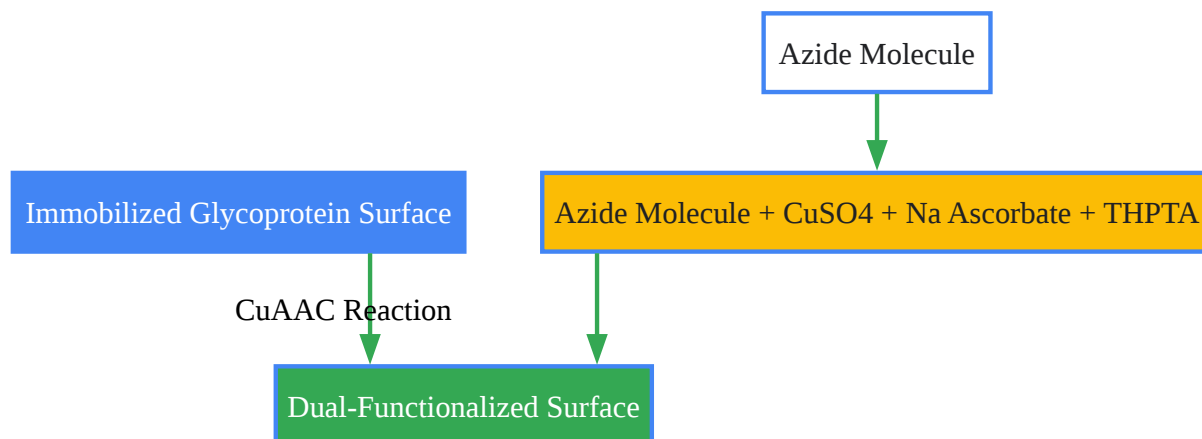 Azide Molecule
Immobilized Glycoprotein Surface
Azide Molecule + CuSO4 + Na Ascorbate + THPTA
CuAAC Reaction
Dual-Functionalized Surface